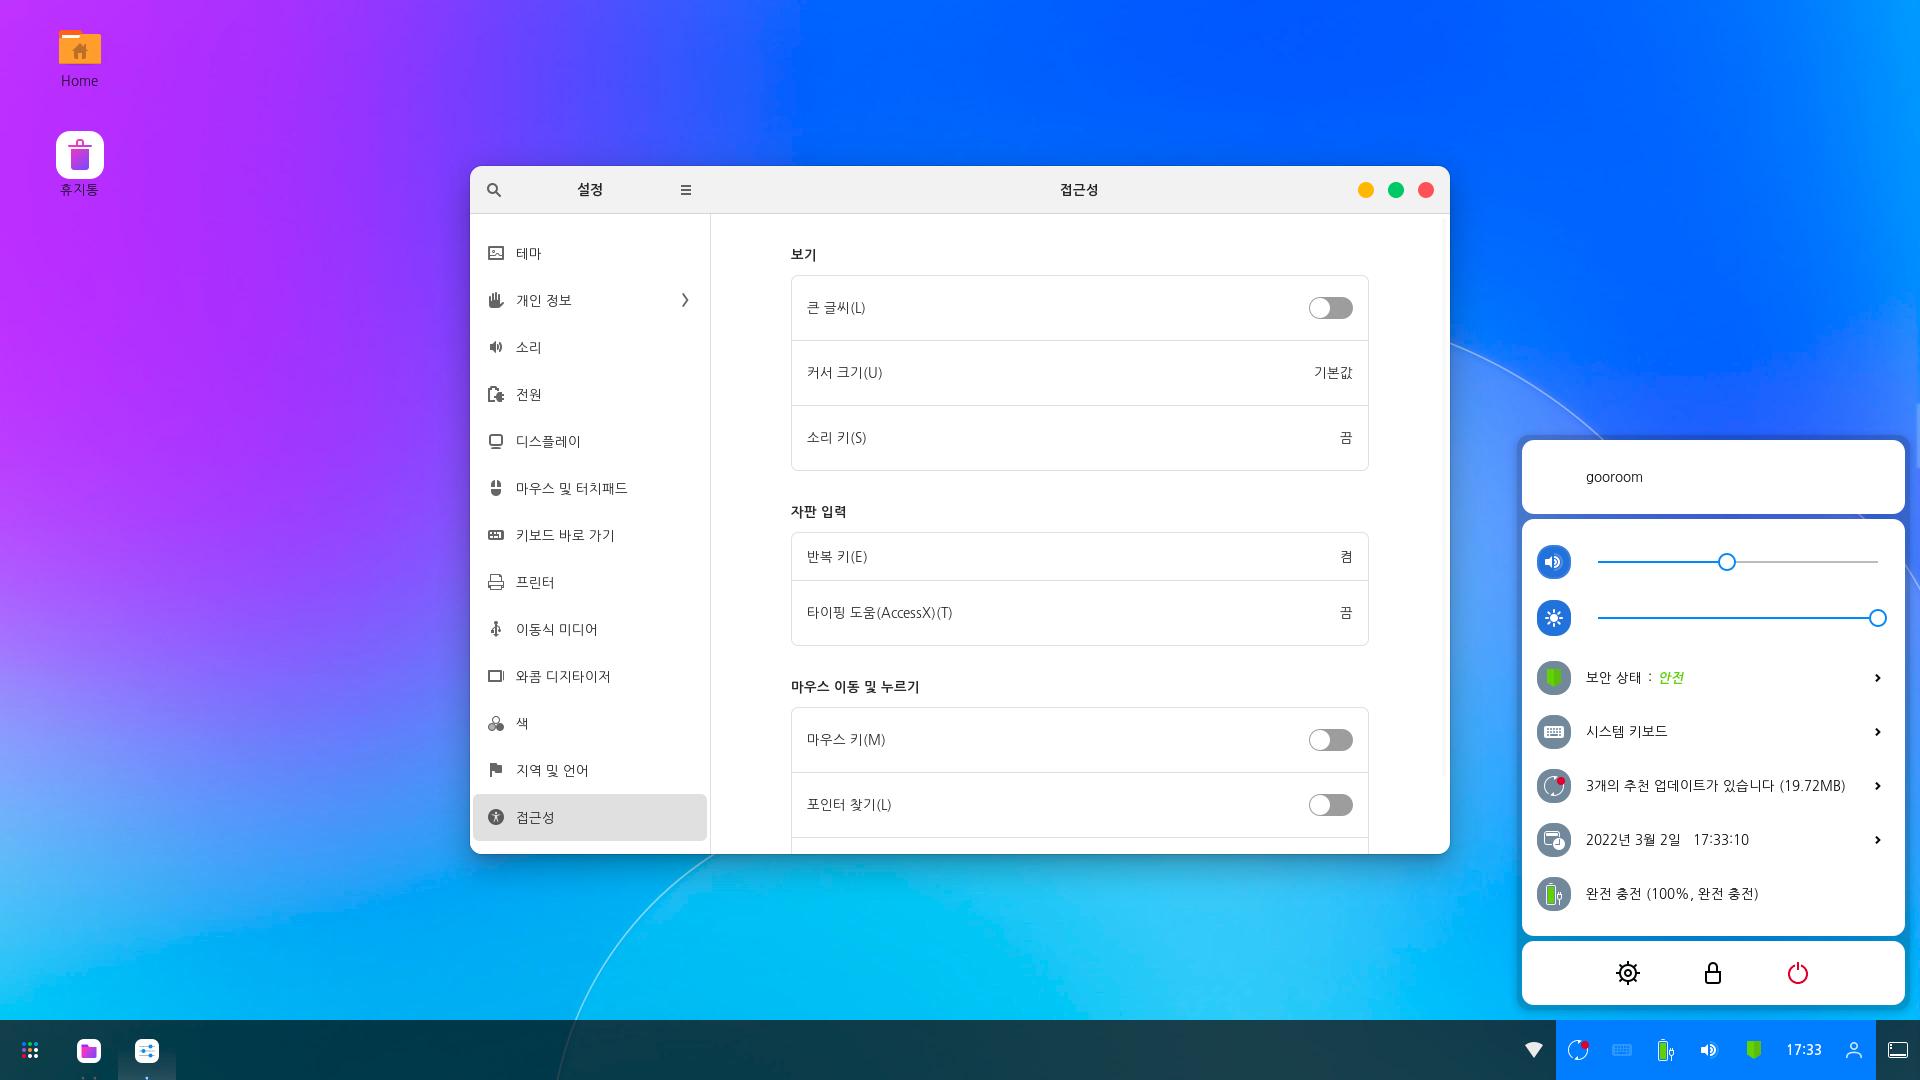 Home
휴지통
설정
접근성
테마
개인 정보
소리
전원
디스플레이
마우스 및 터치패드
키보드 바로 가기
프린터
이동식 미디어
와콤 디지타이저
색
지역 및 언어
접근성
보기
큰 글씨(L)
커서 크기(U) 기본값
소리 키(S) 끔
자판 입력
반복 키(E) 켬
타이핑 도움(AccessX)(T) 끔
마우스 이동 및 누르기
마우스 키(M)
포인터 찾기(L)
gooroom
보안 상태 : 안전
시스템 키보드
3개의 추천 업데이트가 있습니다 (19.72MB)
2022년 3월 2일 17:33:10
완전 충전 (100%, 완전 충전)
17:33